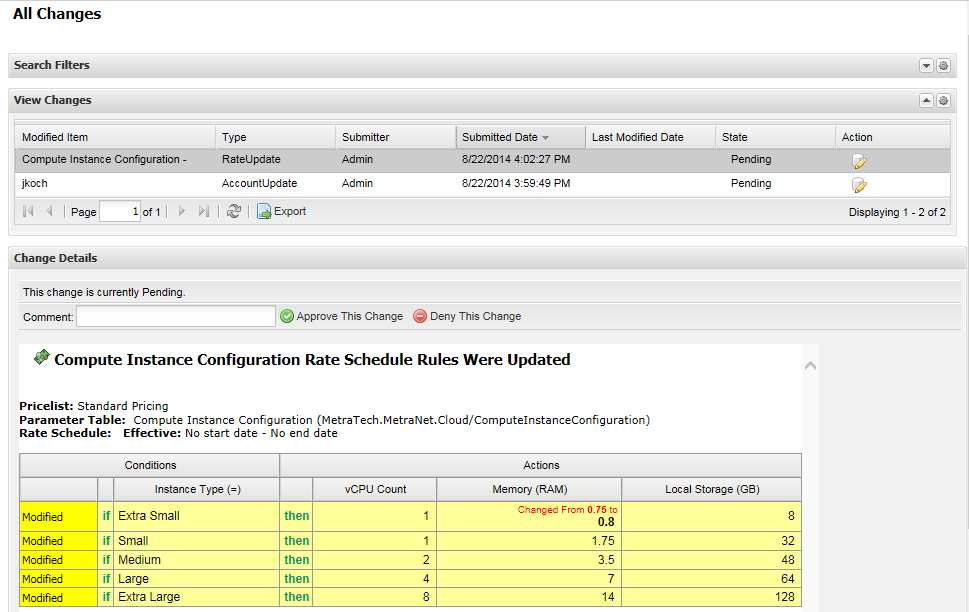 All Changes
Search Filters
View Changes
Modified Item Type Submitter Submitted Date Last Modified Date State Action
Compute Instance Configuration - RateUpdate Admin 8/22/2014 4:02:27 PM Pending
jkoch AccountUpdate Admin 8/22/2014 3:59:49 PM Pending
Page 1 of 1 Export Displaying 1 - 2 of 2
Change Details
This change is currently Pending.
Comment: Approve This Change Deny This Change
Compute Instance Configuration Rate Schedule Rules Were Updated
Pricelist: Standard Pricing
Parameter Table: Compute Instance Configuration (MetraTech.MetraNet.Cloud/ComputeInstanceConfiguration)
Rate Schedule: Effective: No start date - No end date
Conditions Actions
Instance Type (=) vCPU Count Memory (RAM) Local Storage (GB)
Modified if Extra Small then 1 Changed From 0.75 to 0.8 8
Modified if Small then 1 1.75 32
Modified if Medium then 2 3.5 48
Modified if Large then 4 7 64
Modified if Extra Large then 8 14 128